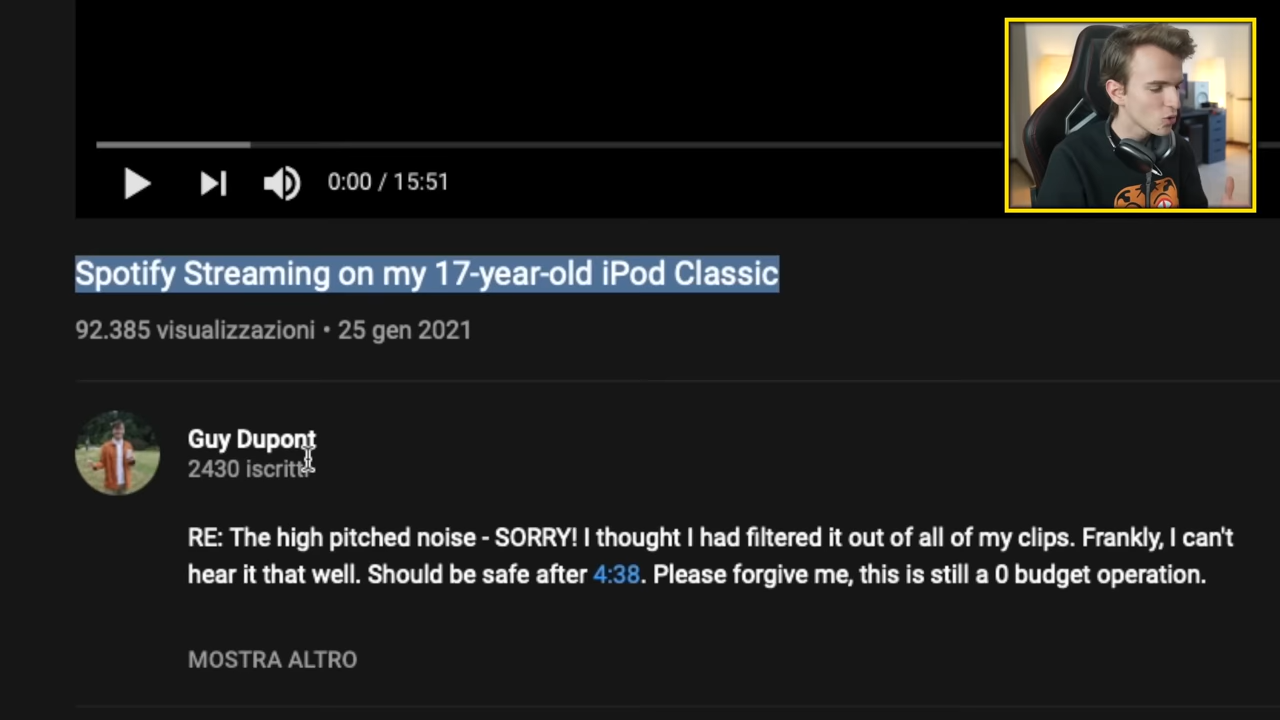 0:00 / 15:51
Spotify Streaming on my 17-year-old iPod Classic
92.385 visualizzazioni • 25 gen 2021
Guy Dupont
2430 iscritti
RE: The high pitched noise - SORRY! I thought I had filtered it out of all of my clips. Frankly, I can't
hear it that well. Should be safe after 4:38. Please forgive me, this is still a 0 budget operation.
MOSTRA ALTRO